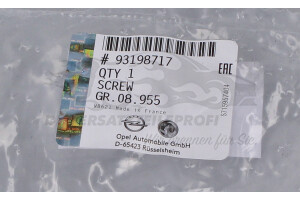 # 93198717
QTY 1
SCREW
GR.08.955
Made in France
EAC
Opel Automobile GmbH
D-65423 Rüsselsheim